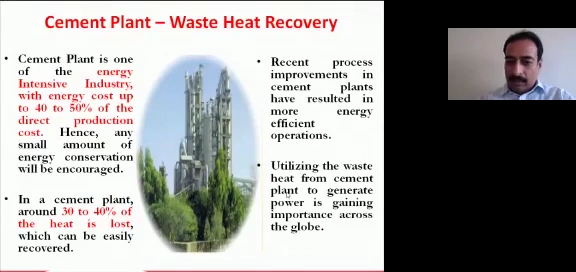 Cement Plant – Waste Heat Recovery
• Cement Plant is one
of the energy
Intensive Industry,
with energy cost up
to 40 to 50% of the
direct production
cost. Hence, any
small amount of
energy conservation
will be encouraged.
• In a cement plant,
around 30 to 40% of
the heat is lost,
which can be easily
recovered.
• Recent process
improvements in
cement plants
have resulted in
more energy
efficient
operations.
• Utilizing the waste
heat from cement
plant to generate
power is gaining
importance across
the globe.